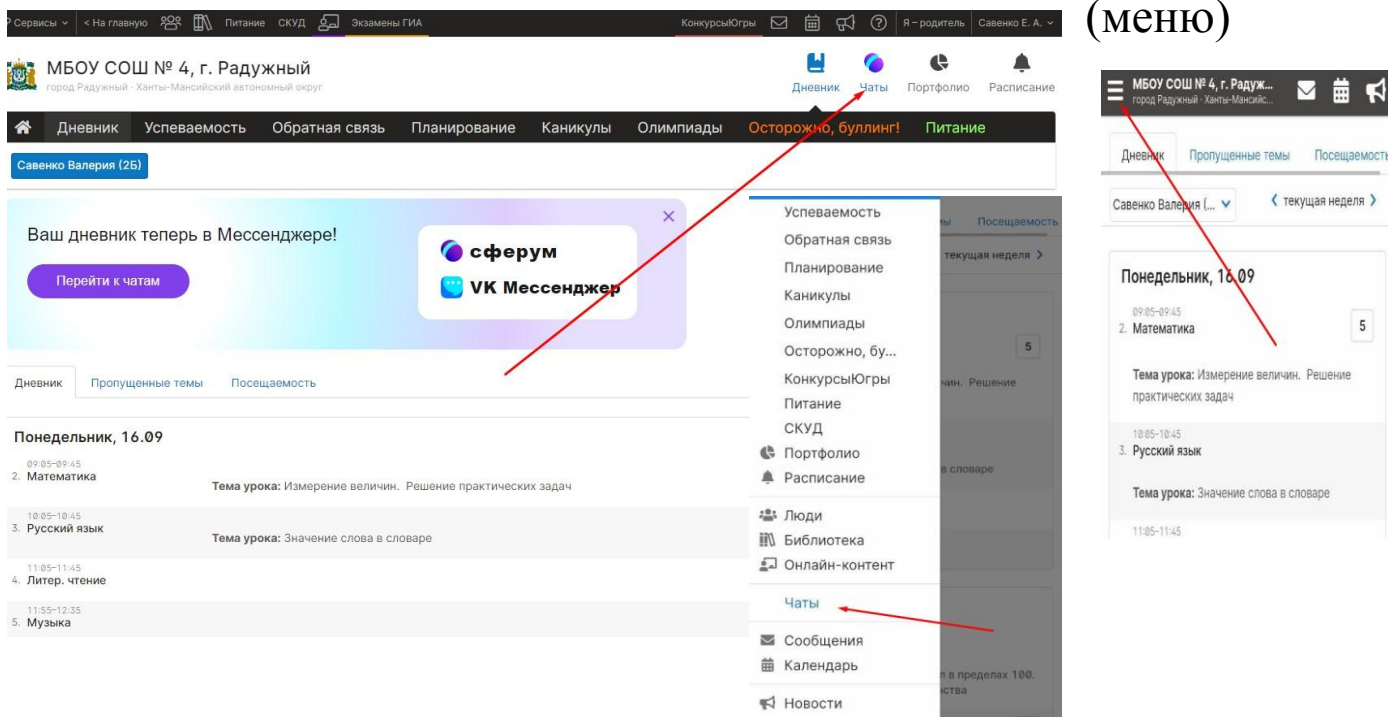 Сервисы
< На главную
Питание
СКУД
Экзамены ГИА
КонкурсыЮгры
Я – родитель
Савенко Е. А.
МБОУ СОШ № 4, г. Радужный
город Радужный · Ханты-Мансийский автономный округ
Дневник
Чаты
Портфолио
Расписание
Дневник
Успеваемость
Обратная связь
Планирование
Каникулы
Олимпиады
Осторожно, буллинг!
Питание
Савенко Валерия (2Б)
Ваш дневник теперь в Мессенджере!
Перейти к чатам
сферум
VK Мессенджер
Дневник
Пропущенные темы
Посещаемость
Понедельник, 16.09
09:05-09:45
2. Математика
Тема урока: Измерение величин. Решение практических задач
10:05-10:45
3. Русский язык
Тема урока: Значение слова в словаре
11:05-11:45
4. Литер. чтение
11:55-12:35
5. Музыка
Успеваемость
Обратная связь
Планирование
Каникулы
Олимпиады
Осторожно, бу...
КонкурсыЮгры
Питание
СКУД
Портфолио
Расписание
Люди
Библиотека
Онлайн-контент
Чаты
Сообщения
Календарь
Новости
Посещаемость
текущая неделя >
5
Решение
в словаре
в пределах 100.
(меню)
МБОУ СОШ № 4, г. Радуж...
город Радужный · Ханты-Мансийс...
Дневник
Пропущенные темы
Посещаемость
Савенко Валерия (...
< текущая неделя >
Понедельник, 16.09
09:05-09:45
2. Математика
5
Тема урока: Измерение величин. Решение
практических задач
10:05-10:45
3. Русский язык
Тема урока: Значение слова в словаре
11:05-11:45